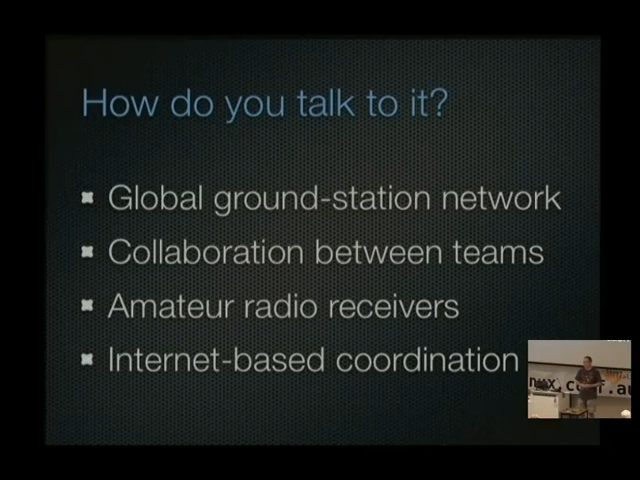 How do you talk to it?
Global ground-station network
Collaboration between teams
Amateur radio receivers
Internet-based coordination